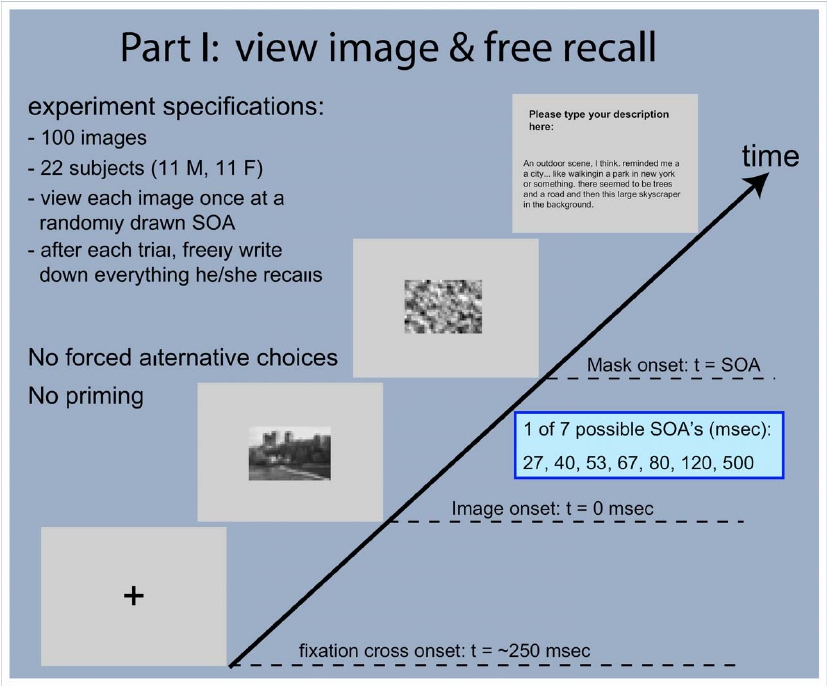 Part I: view image & free recall
experiment specifications:
- 100 images
- 22 subjects (11 M, 11 F)
- view each image once at a
randomly drawn SOA
- after each trial, freely write
down everything he/she recalls
No forced alternative choices
No priming
Please type your description
here:
An outdoor scene, I think. reminded me a
a city... like walkingin a park in new york
or something. there seemed to be trees
and a road and then this large skyscraper
in the background.
time
Mask onset: t = SOA
1 of 7 possible SOA's (msec):
27, 40, 53, 67, 80, 120, 500
Image onset: t = 0 msec
+
fixation cross onset: t = ~250 msec